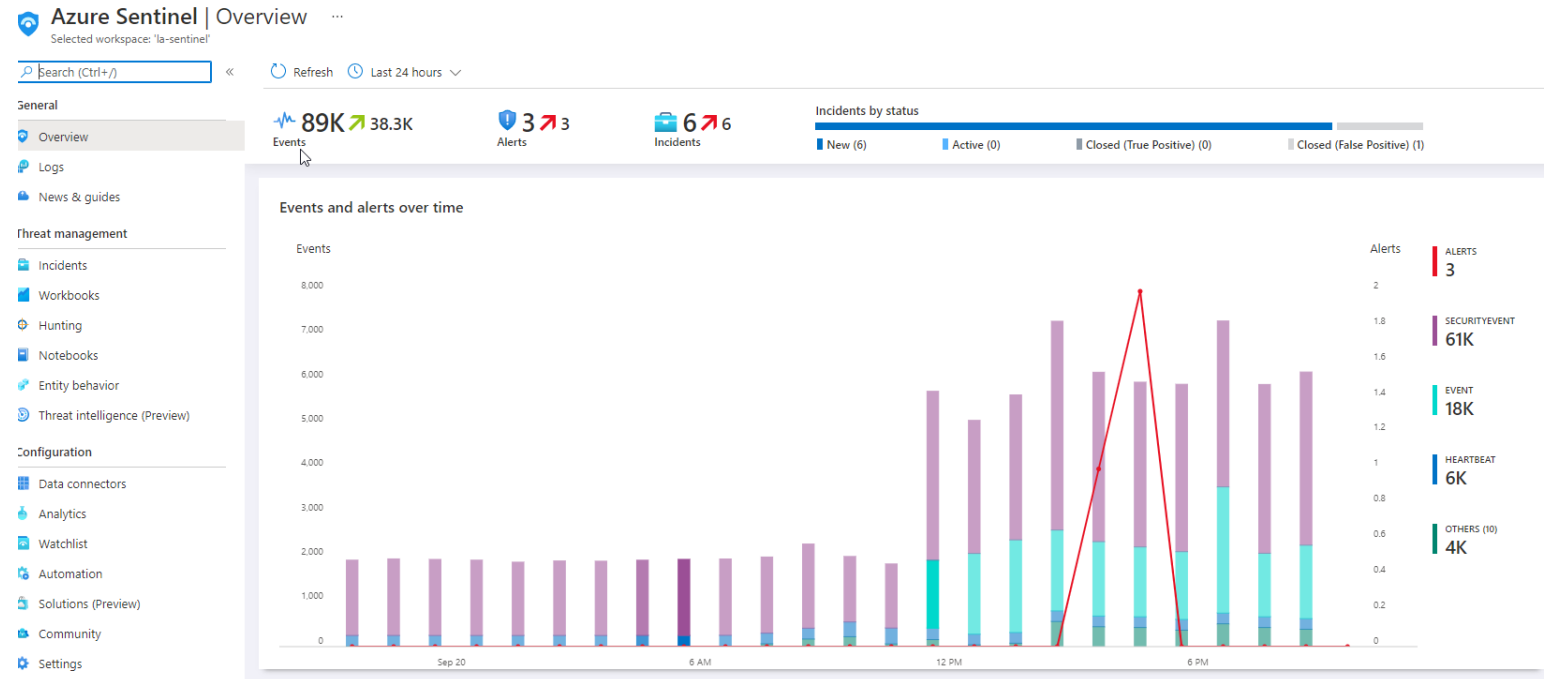 Azure Sentinel | Overview ...
Selected workspace: 'la-sentinel'
Search (Ctrl+/) «
Refresh Last 24 hours
General
Overview
Logs
News & guides
Threat management
Incidents
Workbooks
Hunting
Notebooks
Entity behavior
Threat intelligence (Preview)
Configuration
Data connectors
Analytics
Watchlist
Automation
Solutions (Preview)
Community
Settings
89K 38.3K
Events
3 3
Alerts
6 6
Incidents
Incidents by status
New (6) Active (0) Closed (True Positive) (0) Closed (False Positive) (1)
Events and alerts over time
Events
8,000
7,000
6,000
5,000
4,000
3,000
2,000
1,000
0
Sep 20 6 AM 12 PM 6 PM
Alerts
2
1.8
1.6
1.4
1.2
1
0.8
0.6
0.4
0.2
0
ALERTS
3
SECURITYEVENT
61K
EVENT
18K
HEARTBEAT
6K
OTHERS (10)
4K